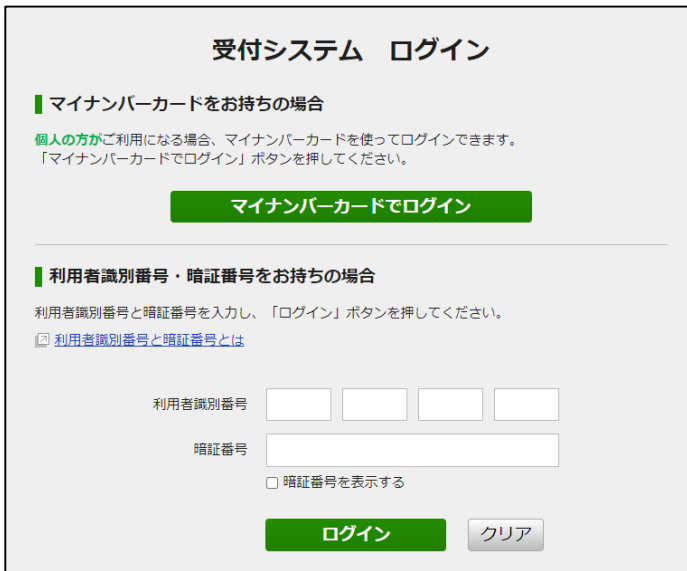 受付システム　ログイン
マイナンバーカードをお持ちの場合
個人の方がご利用になる場合、マイナンバーカードを使ってログインできます。
「マイナンバーカードでログイン」ボタンを押してください。
マイナンバーカードでログイン
利用者識別番号・暗証番号をお持ちの場合
利用者識別番号と暗証番号を入力し、「ログイン」ボタンを押してください。
利用者識別番号と暗証番号とは
利用者識別番号
暗証番号
暗証番号を表示する
ログイン　クリア